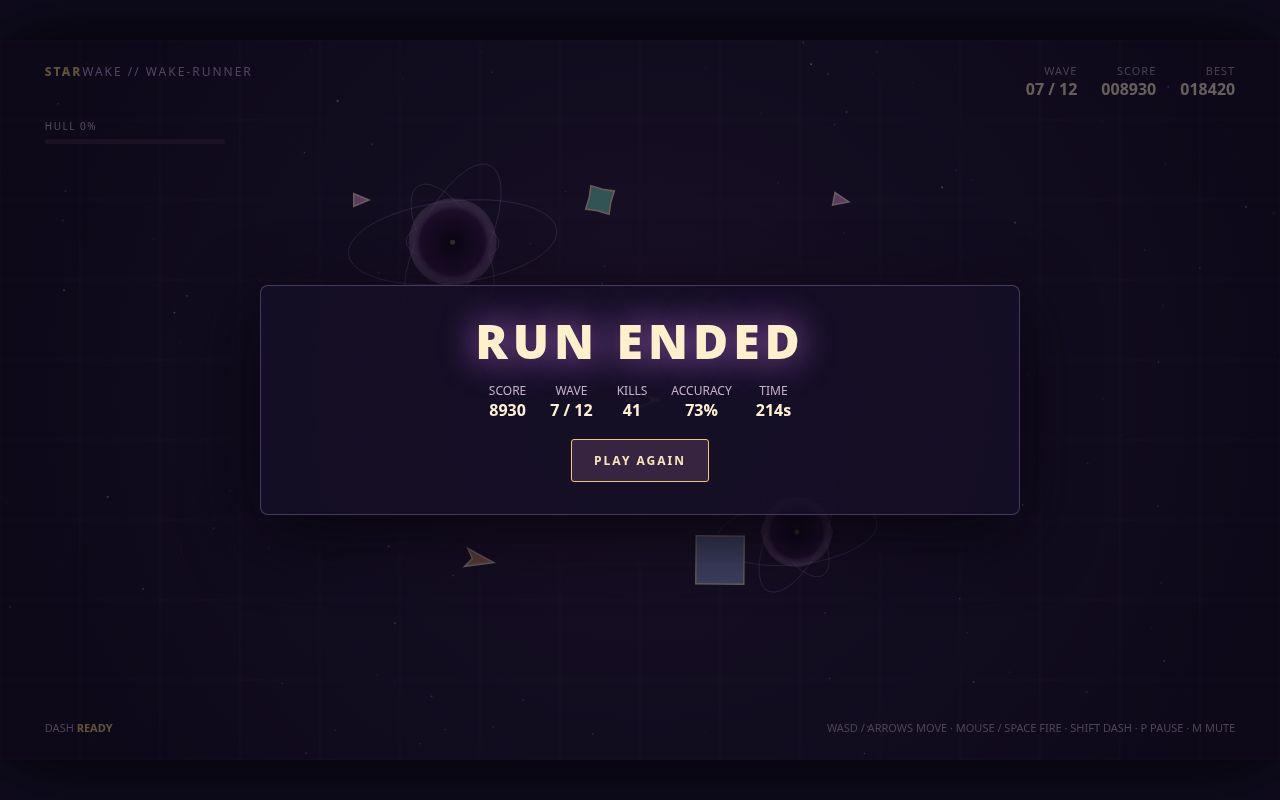 STARWAKE // WAKE-RUNNER
WAVE SCORE BEST
07 / 12 008930 018420
HULL 0%
RUN ENDED
SCORE WAVE KILLS ACCURACY TIME
8930 7 / 12 41 73% 214s
PLAY AGAIN
DASH READY
WASD / ARROWS MOVE · MOUSE / SPACE FIRE · SHIFT DASH · P PAUSE · M MUTE